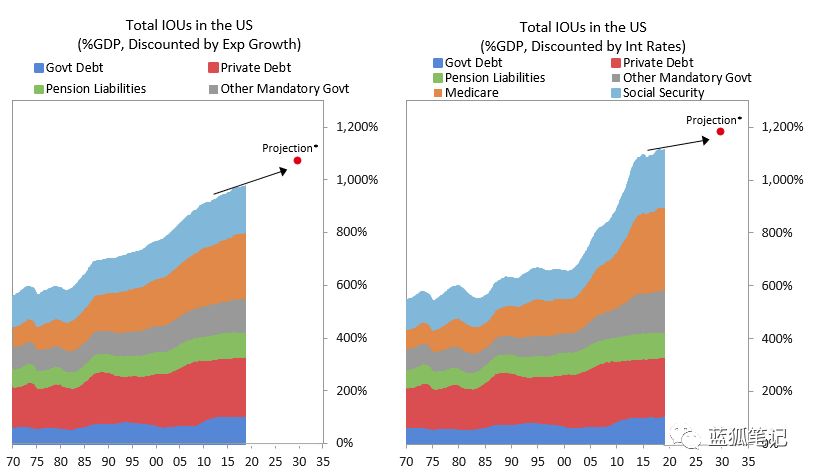 Total IOUs in the US
(%GDP, Discounted by Exp Growth)
Govt Debt
Private Debt
Pension Liabilities
Other Mandatory Govt
1,200%
Projection*
1,000%
800%
600%
400%
200%
0%
70 75 80 85 90 95 00 05 10 15 20 25 30 35
Total IOUs in the US
(%GDP, Discounted by Int Rates)
Govt Debt
Private Debt
Pension Liabilities
Other Mandatory Govt
Medicare
Social Security
1,200%
Projection*
1,000%
800%
600%
400%
200%
0%
70 75 80 85 90 95 00 05 10 15 20 25 30 35
蓝狐笔记